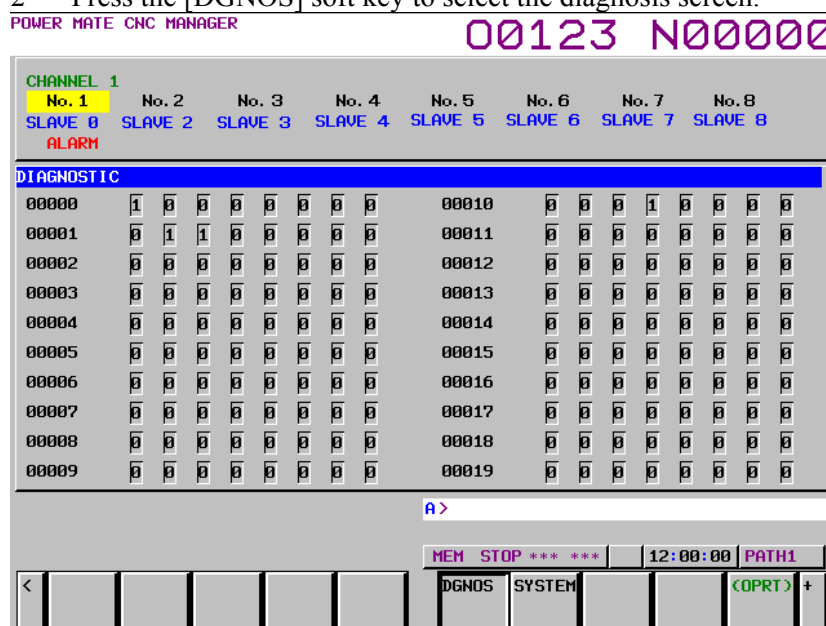 2 Press the [DGNOS] soft key to select the diagnosis screen.
POWER MATE CNC MANAGER O0123 N00000
CHANNEL 1
No.1 No.2 No.3 No.4 No.5 No.6 No.7 No.8
SLAVE 0 SLAVE 2 SLAVE 3 SLAVE 4 SLAVE 5 SLAVE 6 SLAVE 7 SLAVE 8
ALARM
DIAGNOSTIC
00000 1 0 0 0 0 0 0 0 00010 0 0 0 1 0 0 0 0
00001 0 1 1 0 0 0 0 0 00011 0 0 0 0 0 0 0 0
00002 0 0 0 0 0 0 0 0 00012 0 0 0 0 0 0 0 0
00003 0 0 0 0 0 0 0 0 00013 0 0 0 0 0 0 0 0
00004 0 0 0 0 0 0 0 0 00014 0 0 0 0 0 0 0 0
00005 0 0 0 0 0 0 0 0 00015 0 0 0 0 0 0 0 0
00006 0 0 0 0 0 0 0 0 00016 0 0 0 0 0 0 0 0
00007 0 0 0 0 0 0 0 0 00017 0 0 0 0 0 0 0 0
00008 0 0 0 0 0 0 0 0 00018 0 0 0 0 0 0 0 0
00009 0 0 0 0 0 0 0 0 00019 0 0 0 0 0 0 0 0
A>
MEM STOP *** *** 12:00:00 PATH1
< DGNOS SYSTEM (OPRT) +